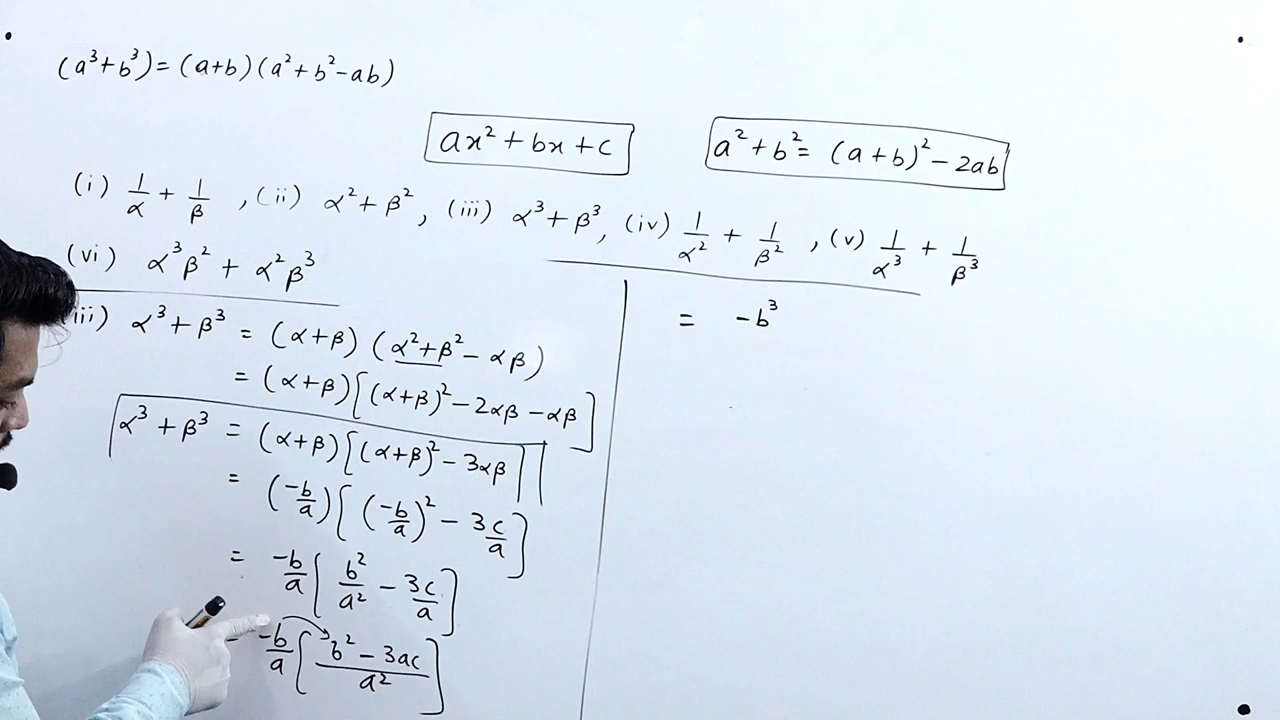 (a³+b³) = (a+b)(a²+b²-ab)
ax² + bx + c
a² + b² = (a+b)² - 2ab
(i) 1/α + 1/β , (ii) α² + β² , (iii) α³ + β³ , (iv) 1/α² + 1/β² , (v) 1/α³ + 1/β³
(vi) α³β² + α²β³
iii) α³ + β³ = (α+β) (α²+β² - αβ)
= (α+β)[(α+β)² - 2αβ - αβ]
α³ + β³ = (α+β)[(α+β)² - 3αβ]
= (-b/a)[(-b/a)² - 3c/a]
= -b/a [b²/a² - 3c/a]
= -b/a [(b² - 3ac)/a²]
= -b³